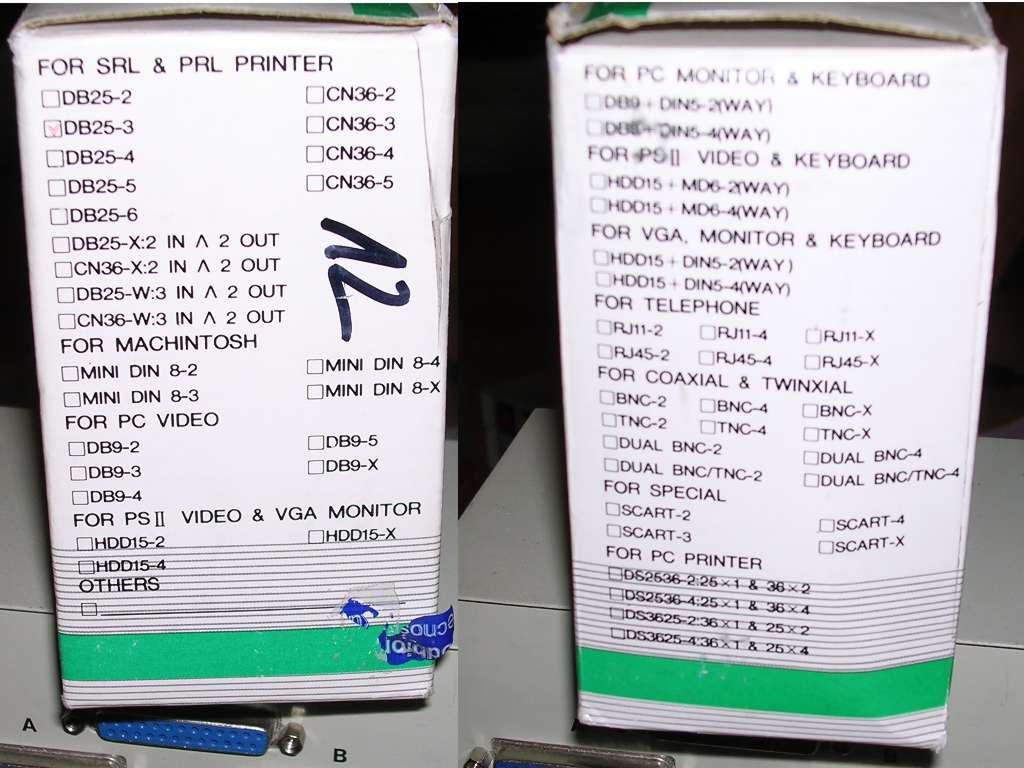 FOR SRL & PRL PRINTER
DB25-2 CN36-2
DB25-3 CN36-3
DB25-4 CN36-4
DB25-5 CN36-5
DB25-6
DB25-X:2 IN Λ 2 OUT
CN36-X:2 IN Λ 2 OUT
DB25-W:3 IN Λ 2 OUT
CN36-W:3 IN Λ 2 OUT
12
FOR MACHINTOSH
MINI DIN 8-2 MINI DIN 8-4
MINI DIN 8-3 MINI DIN 8-X
FOR PC VIDEO
DB9-2 DB9-5
DB9-3 DB9-X
DB9-4
FOR PSⅡ VIDEO & VGA MONITOR
HDD15-2 HDD15-X
HDD15-4
OTHERS
A
B
FOR PC MONITOR & KEYBOARD
DB9+DIN5-2(WAY)
DB9+DIN5-4(WAY)
FOR PSⅡ VIDEO & KEYBOARD
HDD15+MD6-2(WAY)
HDD15+MD6-4(WAY)
FOR VGA, MONITOR & KEYBOARD
HDD15+DIN5-2(WAY)
HDD15+DIN5-4(WAY)
FOR TELEPHONE
RJ11-2 RJ11-4 RJ11-X
RJ45-2 RJ45-4 RJ45-X
FOR COAXIAL & TWINXIAL
BNC-2 BNC-4 BNC-X
TNC-2 TNC-4 TNC-X
DUAL BNC-2 DUAL BNC-4
DUAL BNC/TNC-2 DUAL BNC/TNC-4
FOR SPECIAL
SCART-2 SCART-4
SCART-3 SCART-X
FOR PC PRINTER
DS2536-2:25×1 & 36×2
DS2536-4:25×1 & 36×4
DS3625-2:36×1 & 25×2
DS3625-4:36×1 & 25×4